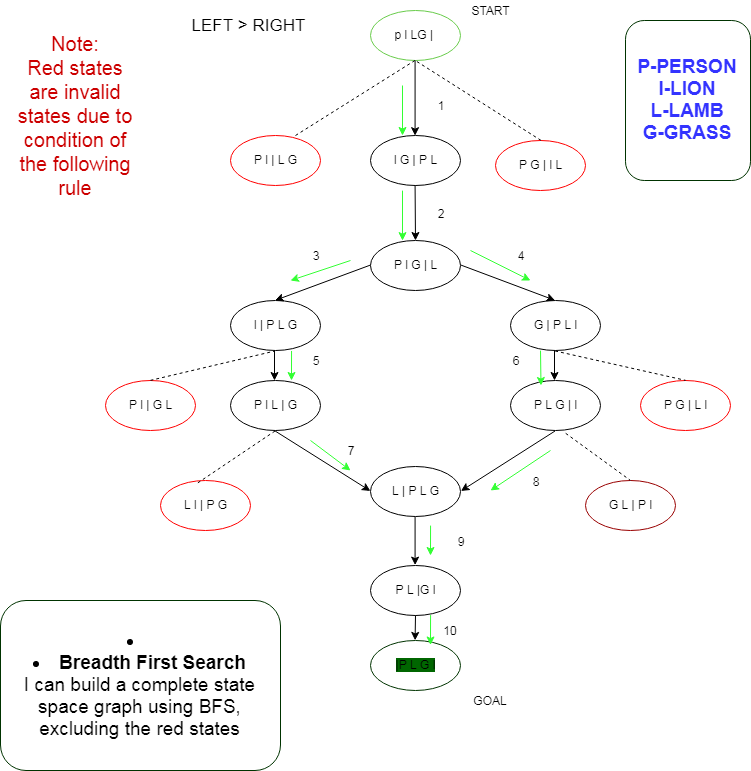 START
LEFT > RIGHT
p I LG |
Note:
Red states
are invalid
states due to
condition of
the following
rule
P-PERSON
I-LION
L-LAMB
G-GRASS
1
P I | L G
I G | P L
P G | I L
2
P I G | L
3
4
I | P L G
G | P L I
5
6
P I | G L
P I L | G
P L G | I
P G | L I
7
8
L I | P G
L | P L G
G L | P I
9
P L |G I
10
| P L G I
GOAL
• 
• Breadth First Search
I can build a complete state
space graph using BFS,
excluding the red states